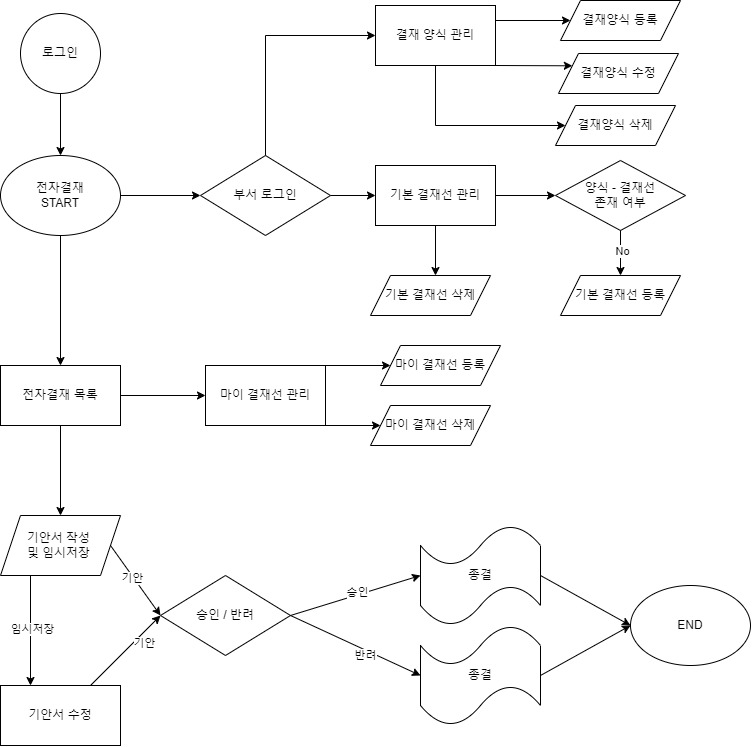 로그인
결재 양식 관리
결재양식 등록
결재양식 수정
결재양식 삭제
전자결재
START
부서 로그인
기본 결재선 관리
양식 - 결재선
존재 여부
No
기본 결재선 삭제
기본 결재선 등록
전자결재 목록
마이 결재선 관리
마이 결재선 등록
마이 결재선 삭제
기안서 작성
및 임시저장
기안
임시저장
기안
승인 / 반려
승인
반려
종결
종결
END
기안서 수정